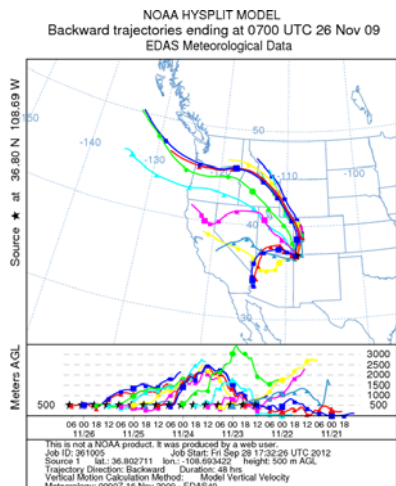 NOAA HYSPLIT MODEL
Backward trajectories ending at 0700 UTC 26 Nov 09
EDAS Meteorological Data
Source ★ at 36.80 N 108.69 W
-150
-140
-130
-120
-110
-100
50
40
30
Meters AGL
500
3000
2500
2000
1500
1000
500
06 00 18 12 06 00 18 12 06 00 18 12 06 00 18 12 06 00 18
11/26 11/25 11/24 11/23 11/22 11/21
This is not a NOAA product. It was produced by a web user.
Job ID: 361005 Job Start: Fri Sep 28 17:32:26 UTC 2012
Source 1 lat.: 36.802711 lon.: -108.693422 height: 500 m AGL
Trajectory Direction: Backward Duration: 48 hrs
Vertical Motion Calculation Method: Model Vertical Velocity